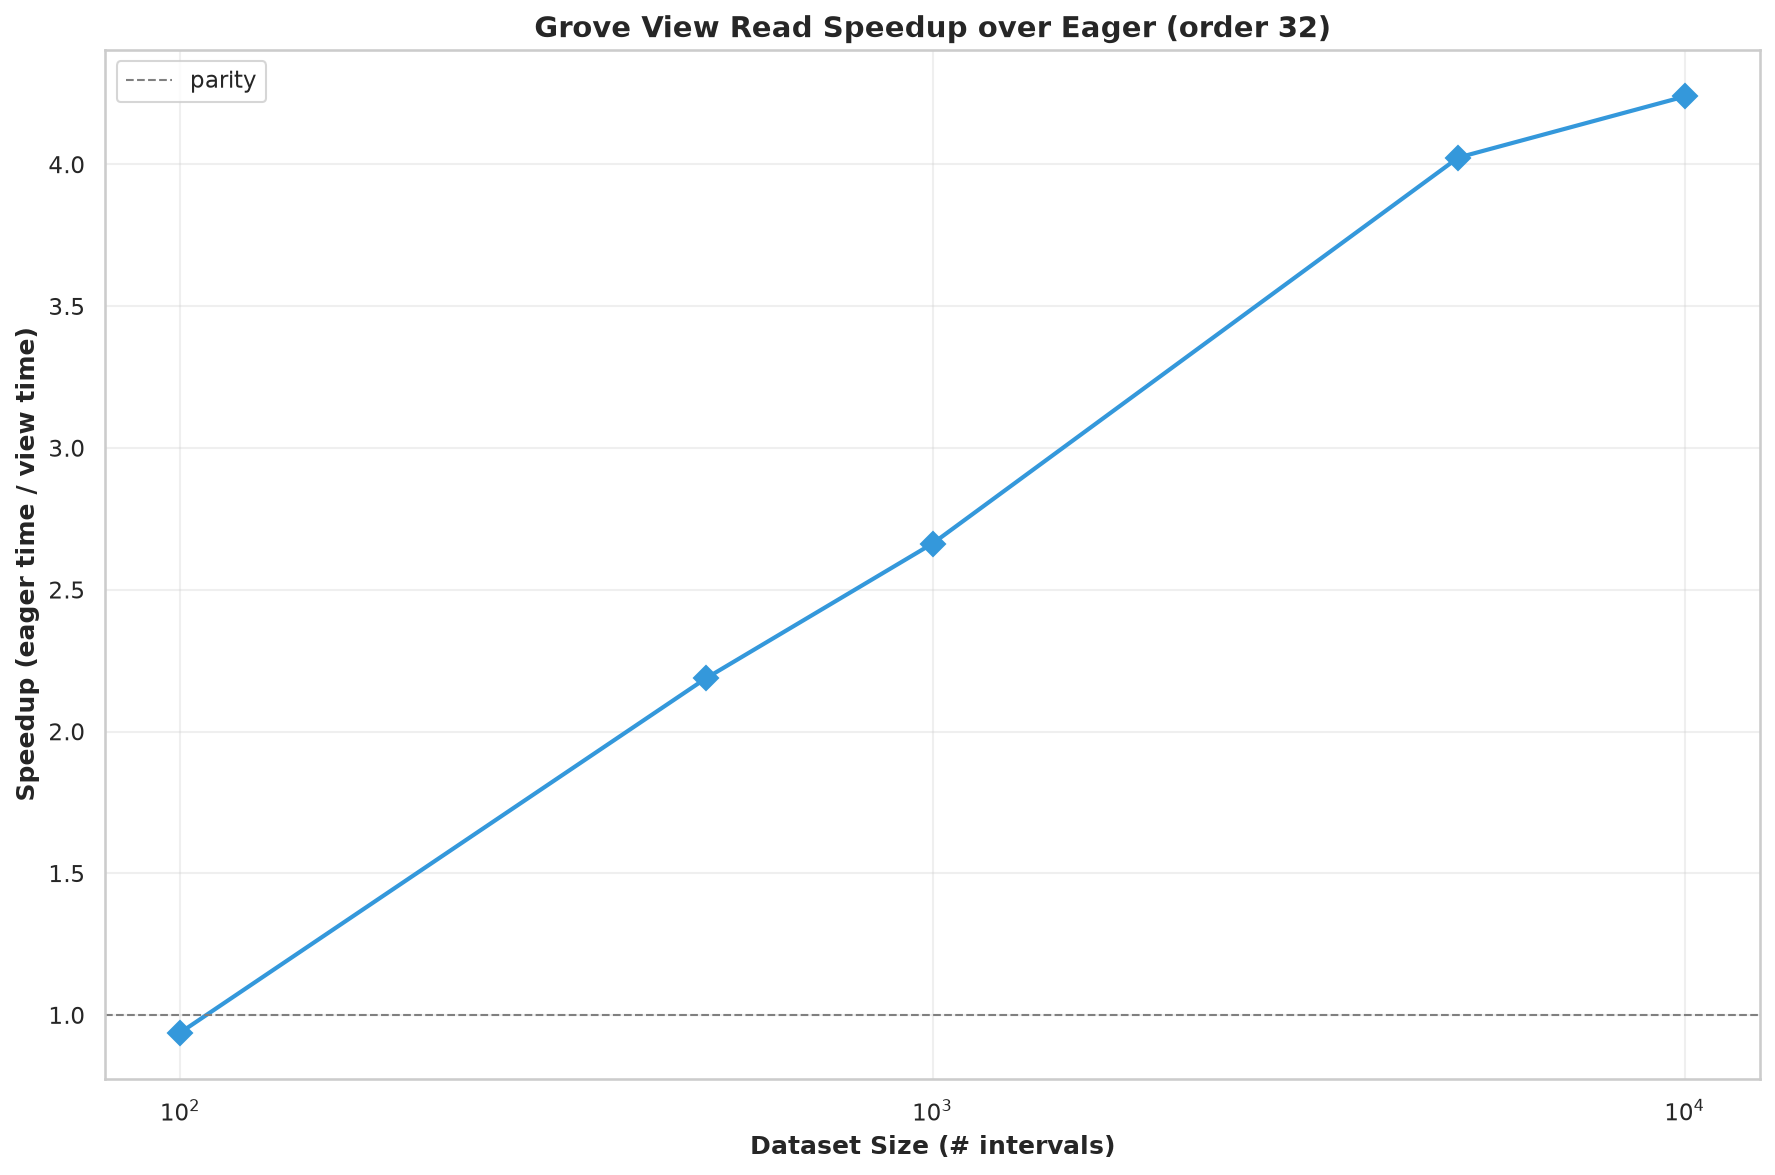 Grove View Read Speedup over Eager (order 32)
parity
4.0
3.5
3.0
2.5
2.0
1.5
1.0
Speedup (eager time / view time)
10²
10³
10⁴
Dataset Size (# intervals)